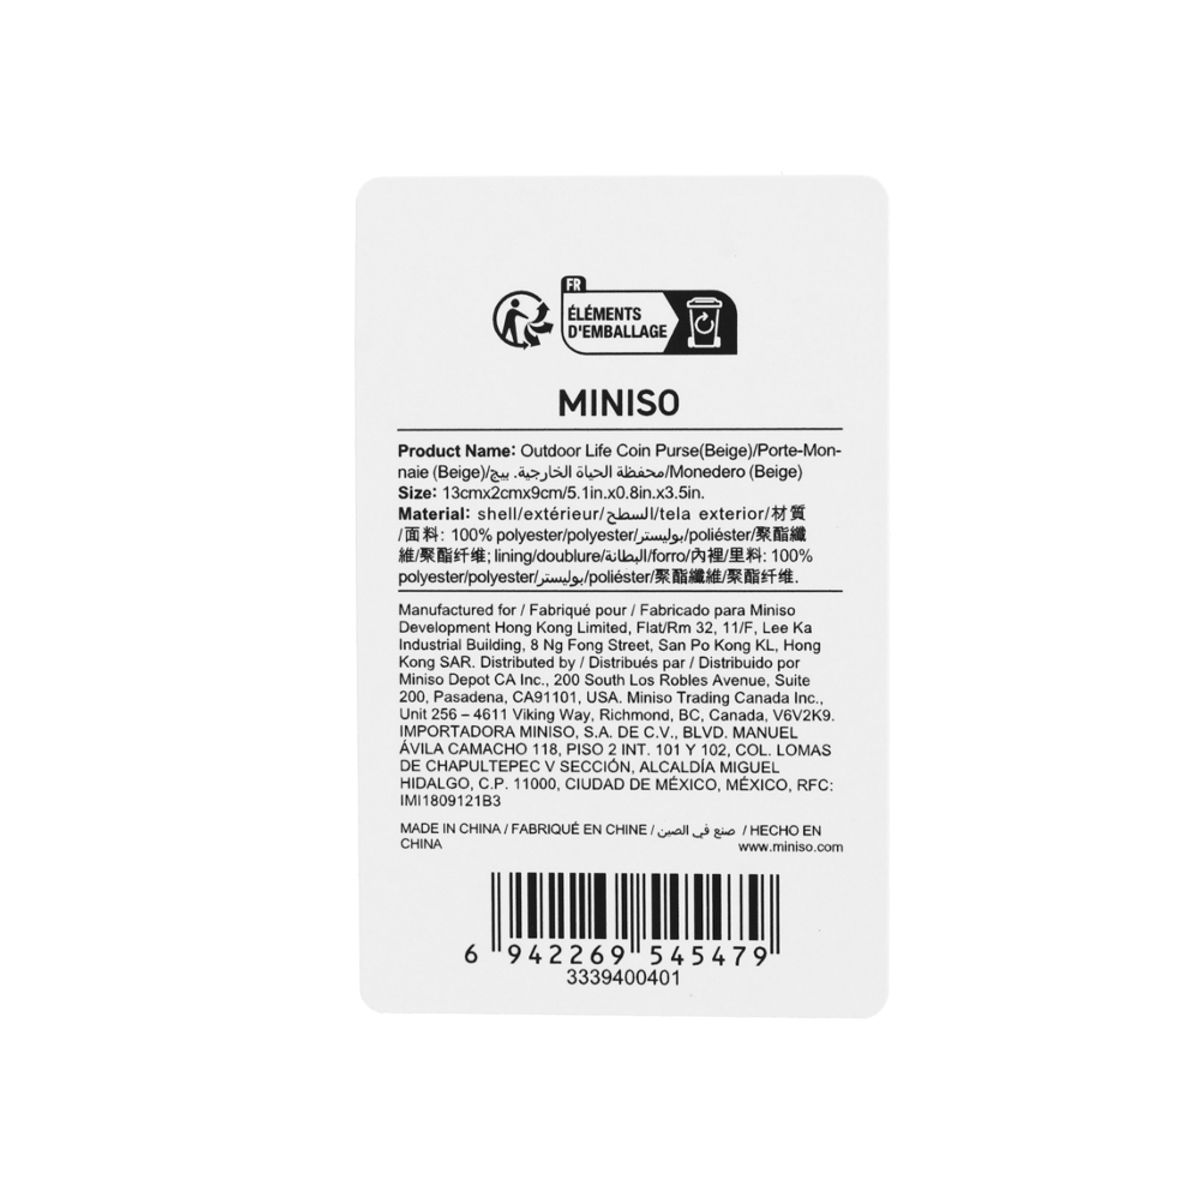 FR
ÉLÉMENTS
D'EMBALLAGE
MINISO
Product Name: Outdoor Life Coin Purse(Beige)/Porte-Mon-
naie (Beige)/محفظة الحياة الخارجية. بيج/Monedero (Beige)
Size: 13cmx2cmx9cm/5.1in.x0.8in.x3.5in.
Material: shell/extérieur/السطح/tela exterior/材質
/面料: 100% polyester/polyester/بوليستر/poliéster/聚酯纖
維/聚酯纤维; lining/doublure/البطانة/forro/內裡/里料: 100%
polyester/polyester/بوليستر/poliéster/聚酯纖維/聚酯纤维.
Manufactured for / Fabriqué pour / Fabricado para Miniso
Development Hong Kong Limited, Flat/Rm 32, 11/F, Lee Ka
Industrial Building, 8 Ng Fong Street, San Po Kong KL, Hong
Kong SAR. Distributed by / Distribués par / Distribuido por
Miniso Depot CA Inc., 200 South Los Robles Avenue, Suite
200, Pasadena, CA91101, USA. Miniso Trading Canada Inc.,
Unit 256 – 4611 Viking Way, Richmond, BC, Canada, V6V2K9.
IMPORTADORA MINISO, S.A. DE C.V., BLVD. MANUEL
ÁVILA CAMACHO 118, PISO 2 INT. 101 Y 102, COL. LOMAS
DE CHAPULTEPEC V SECCIÓN, ALCALDÍA MIGUEL
HIDALGO, C.P. 11000, CIUDAD DE MÉXICO, MÉXICO, RFC:
IMI1809121B3
MADE IN CHINA / FABRIQUÉ EN CHINE / صنع في الصين / HECHO EN
CHINA
www.miniso.com
6 942269 545479
3339400401